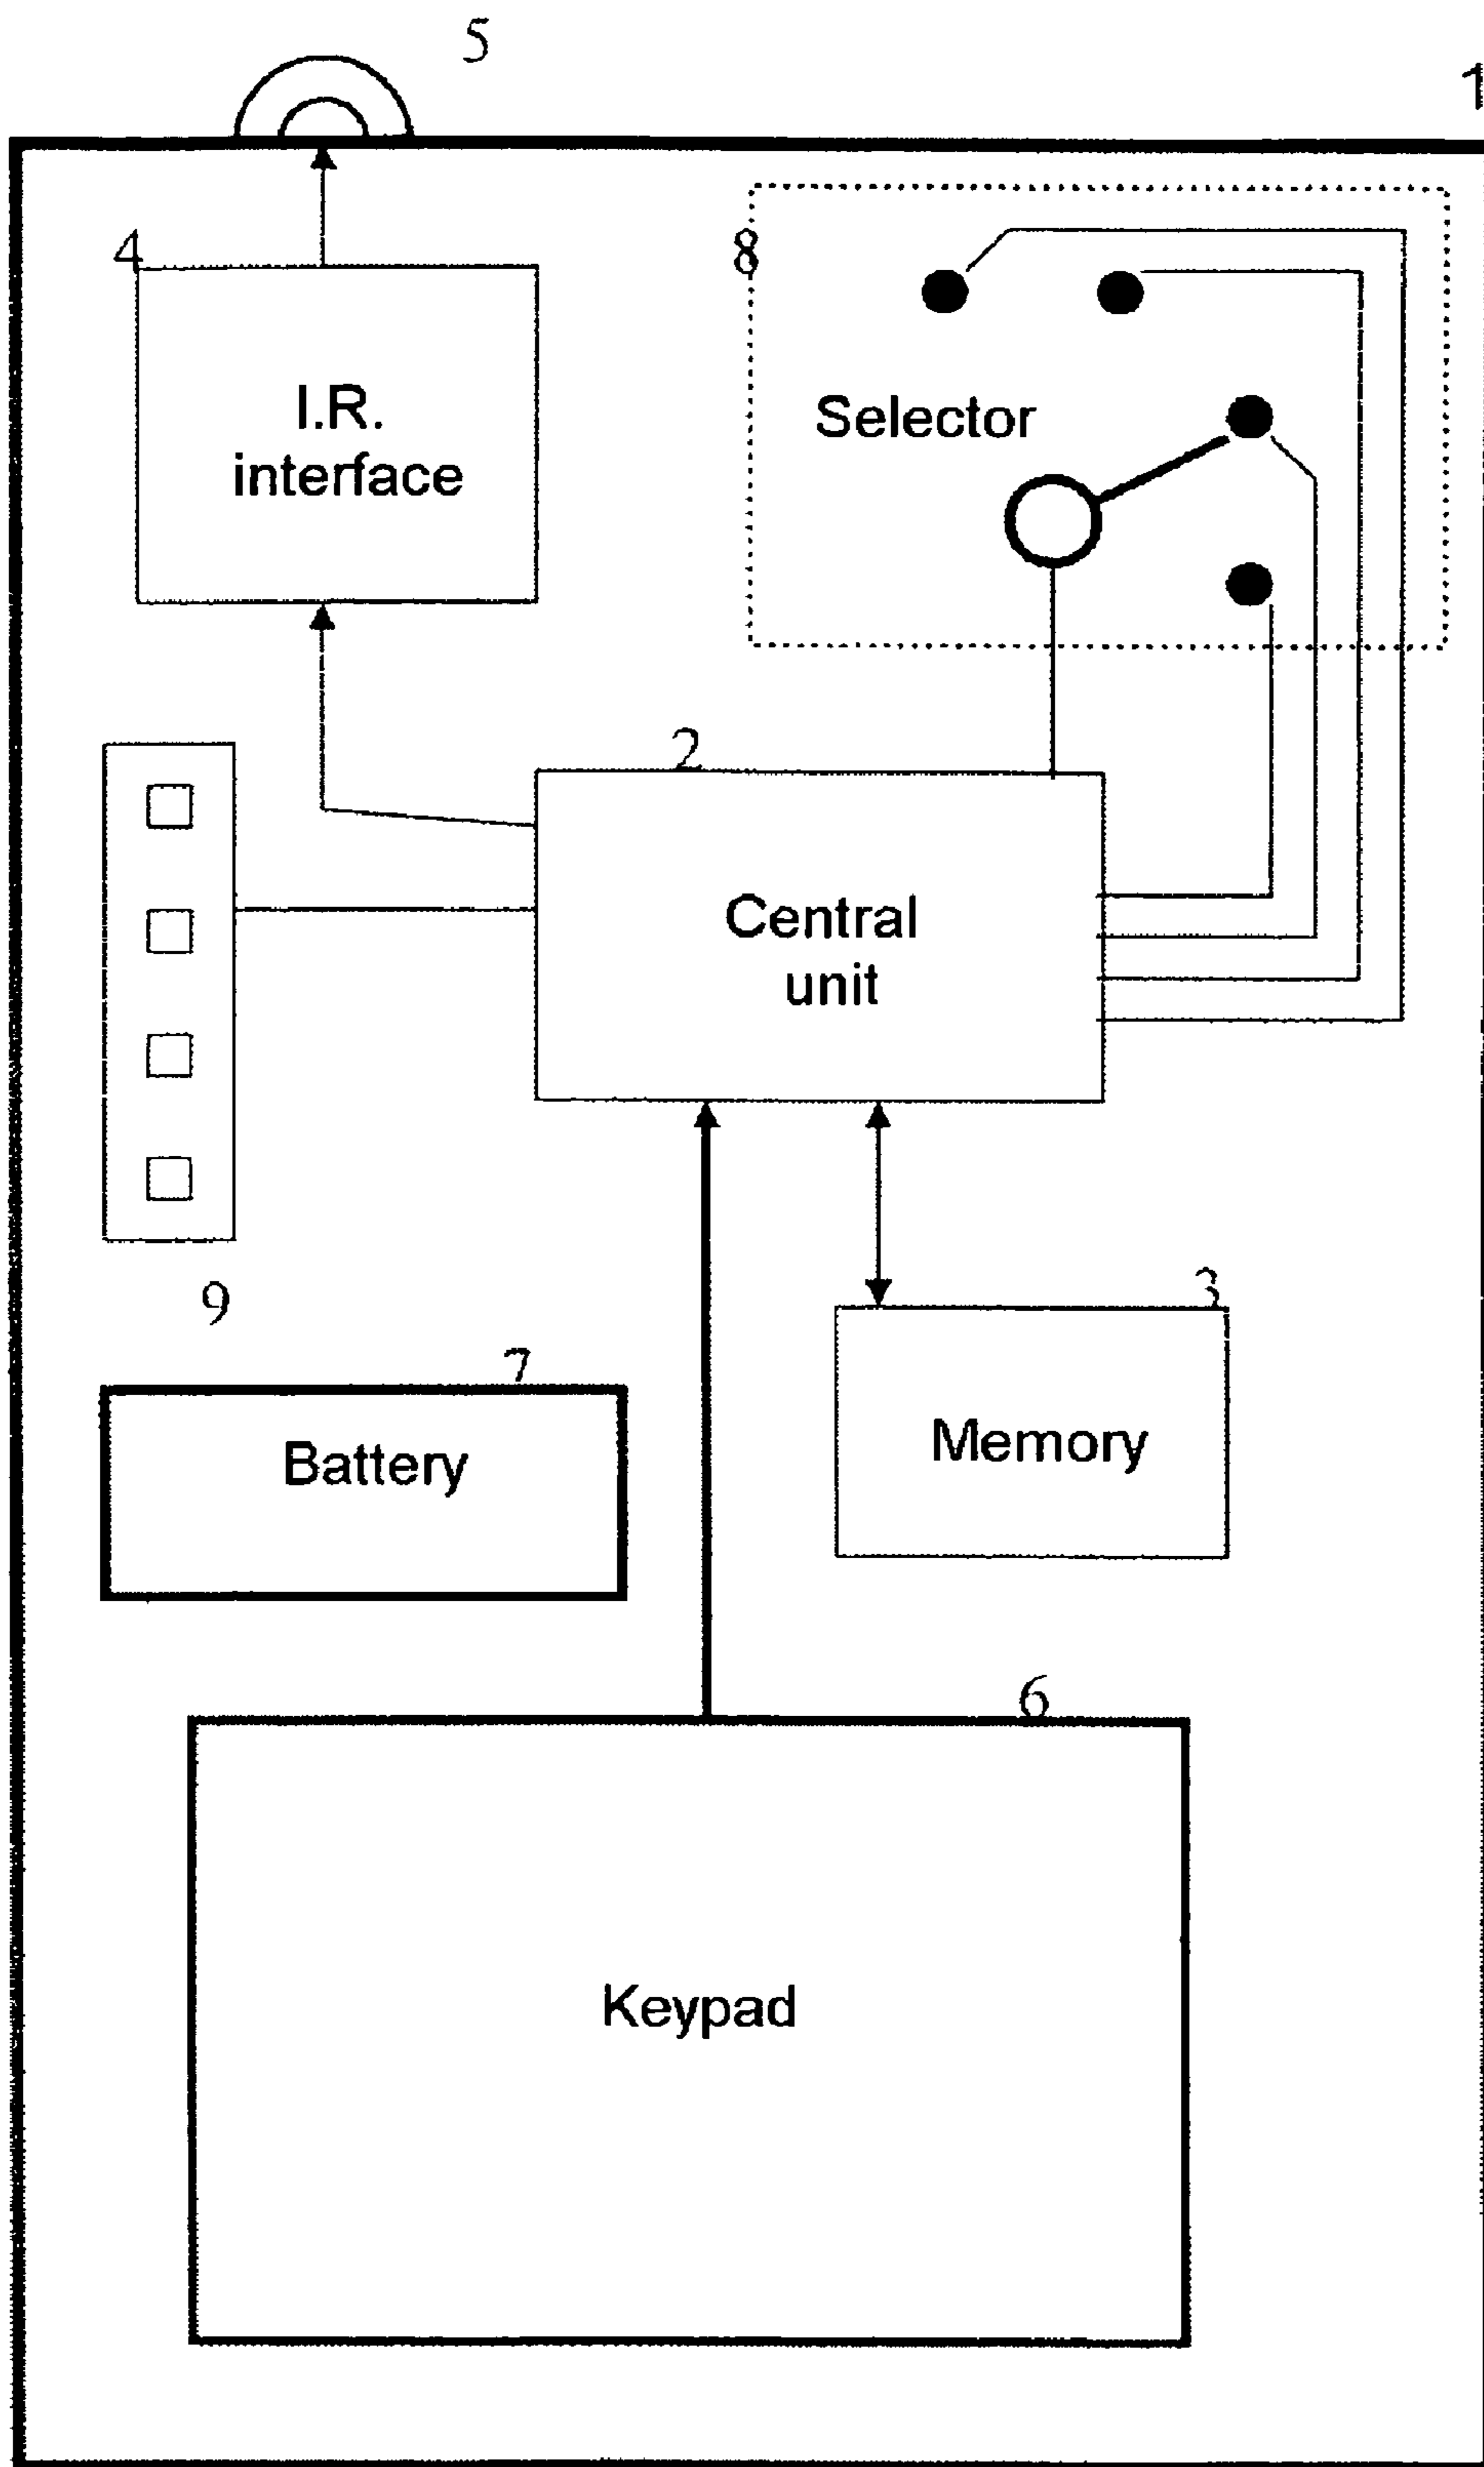 5
1
4
8
I.R.
interface
Selector
2
Central
unit
9
3
7
Battery
Memory
6
Keypad